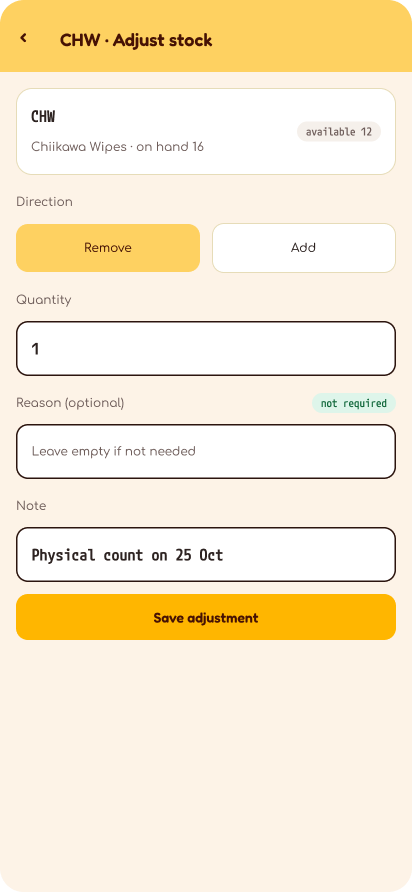 CHW · Adjust stock
CHW
Chiikawa Wipes · on hand 16
available 12
Direction
Remove
Add
Quantity
1
Reason (optional)
not required
Leave empty if not needed
Note
Physical count on 25 Oct
Save adjustment